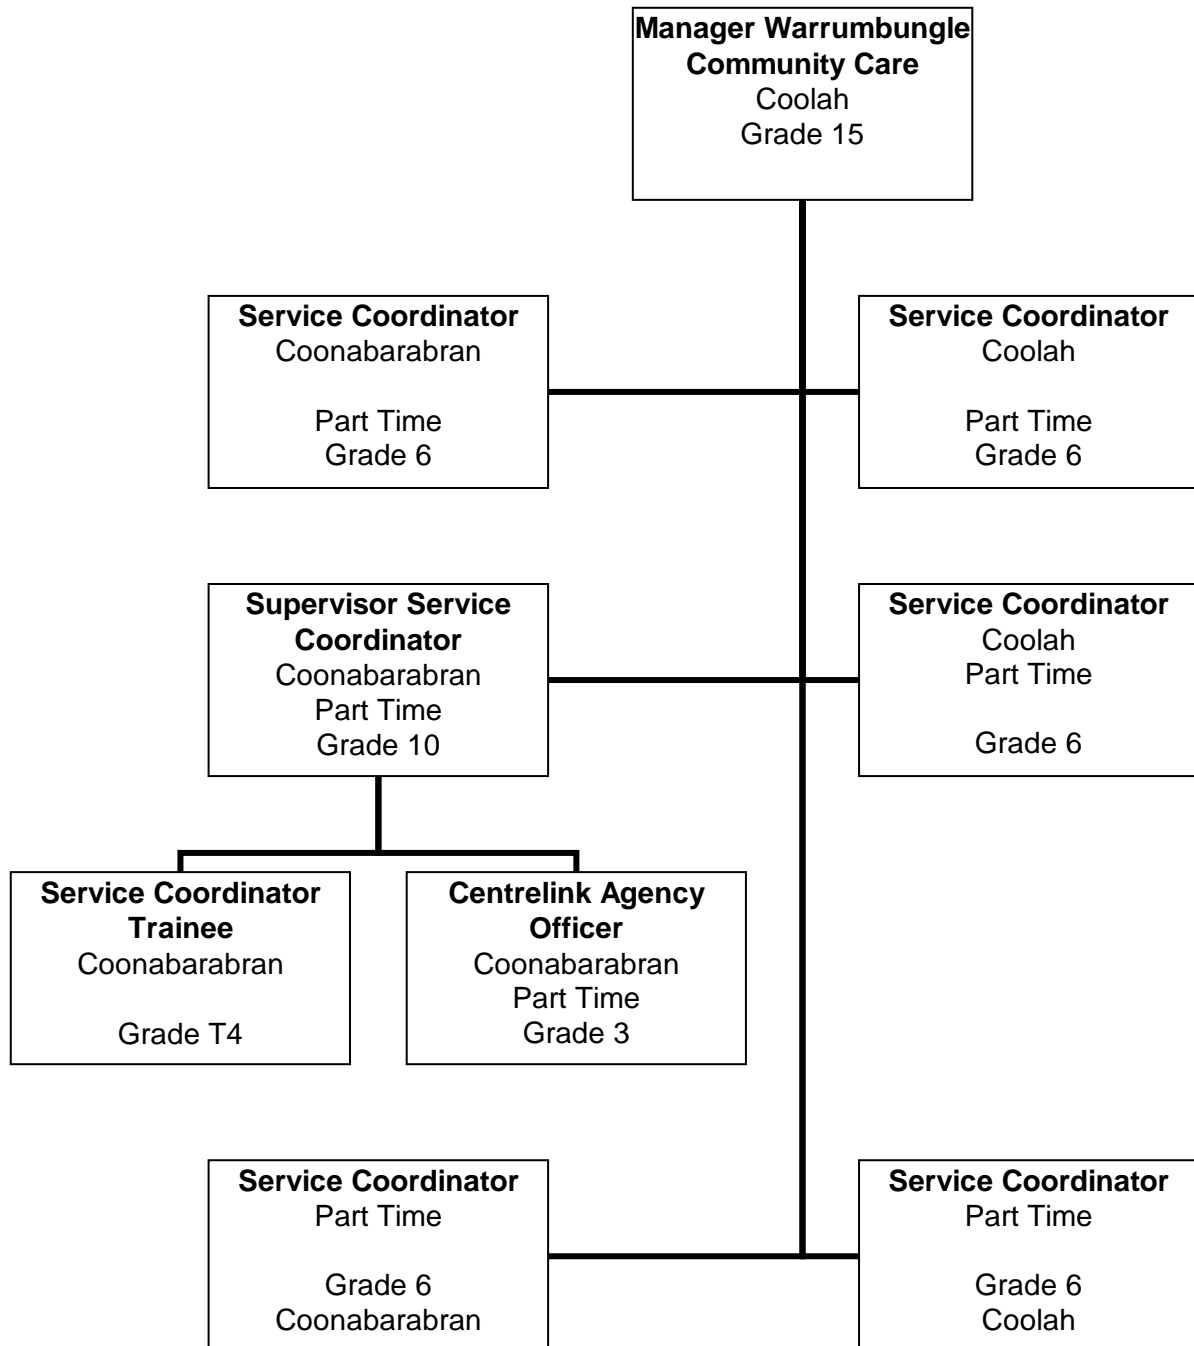 Manager Warrumbungle
Community Care
Coolah
Grade 15
Service Coordinator
Coonabarabran
Part Time
Grade 6
Service Coordinator
Coolah
Part Time
Grade 6
Supervisor Service
Coordinator
Coonabarabran
Part Time
Grade 10
Service Coordinator
Coolah
Part Time
Grade 6
Service Coordinator
Trainee
Coonabarabran
Grade T4
Centrelink Agency
Officer
Coonabarabran
Part Time
Grade 3
Service Coordinator
Part Time
Grade 6
Coonabarabran
Service Coordinator
Part Time
Grade 6
Coolah